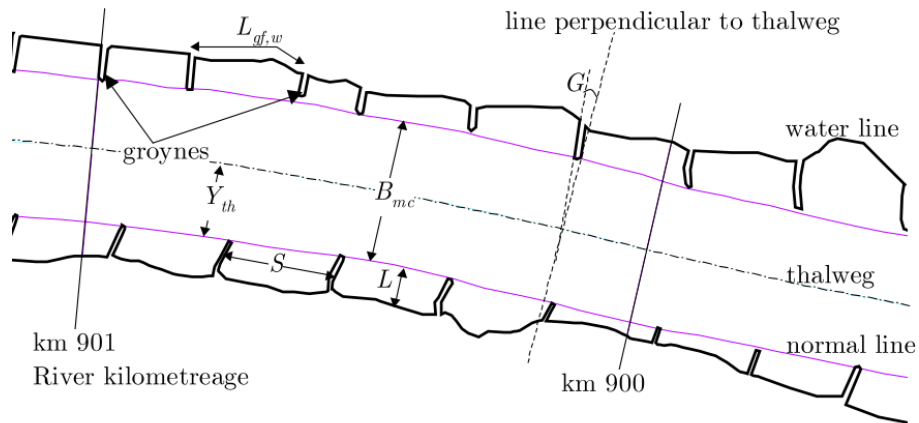 line perpendicular to thalweg
L_{gf,w}
G
water line
groynes
Y_{th}
B_{mc}
S
L
thalweg
km 901
River kilometreage
normal line
km 900